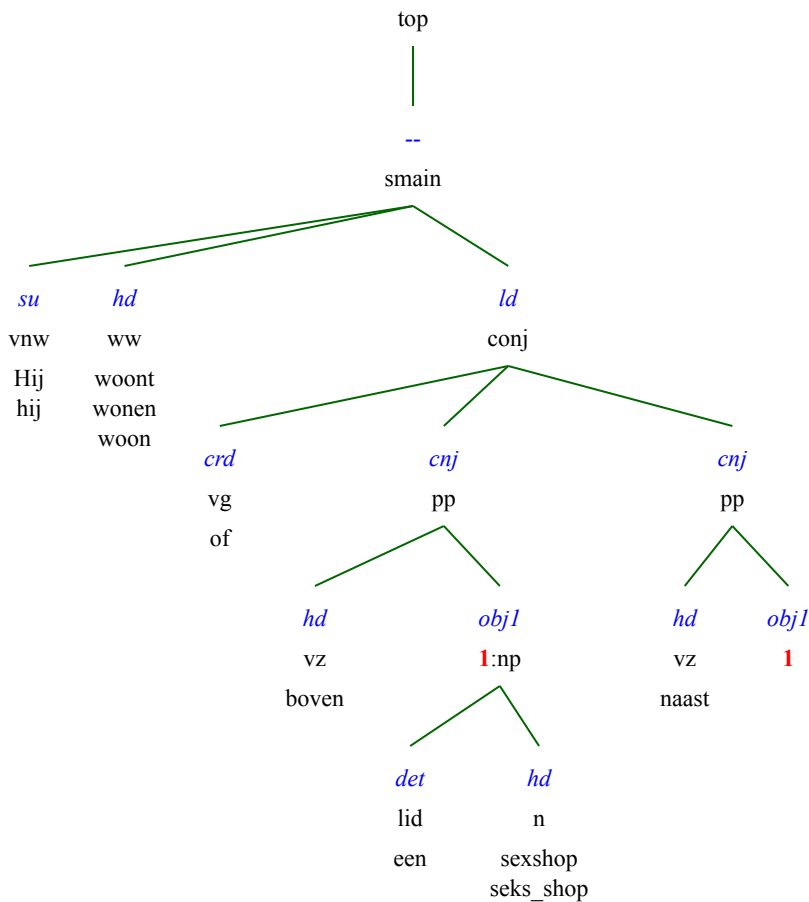 top
--
smain
su hd ld
vnw ww conj
Hij woont
hij wonen
woon
crd cnj cnj
vg pp pp
of
hd obj1 hd obj1
vz 1:np vz 1
boven naast
det hd
lid n
een sexshop
seks_shop